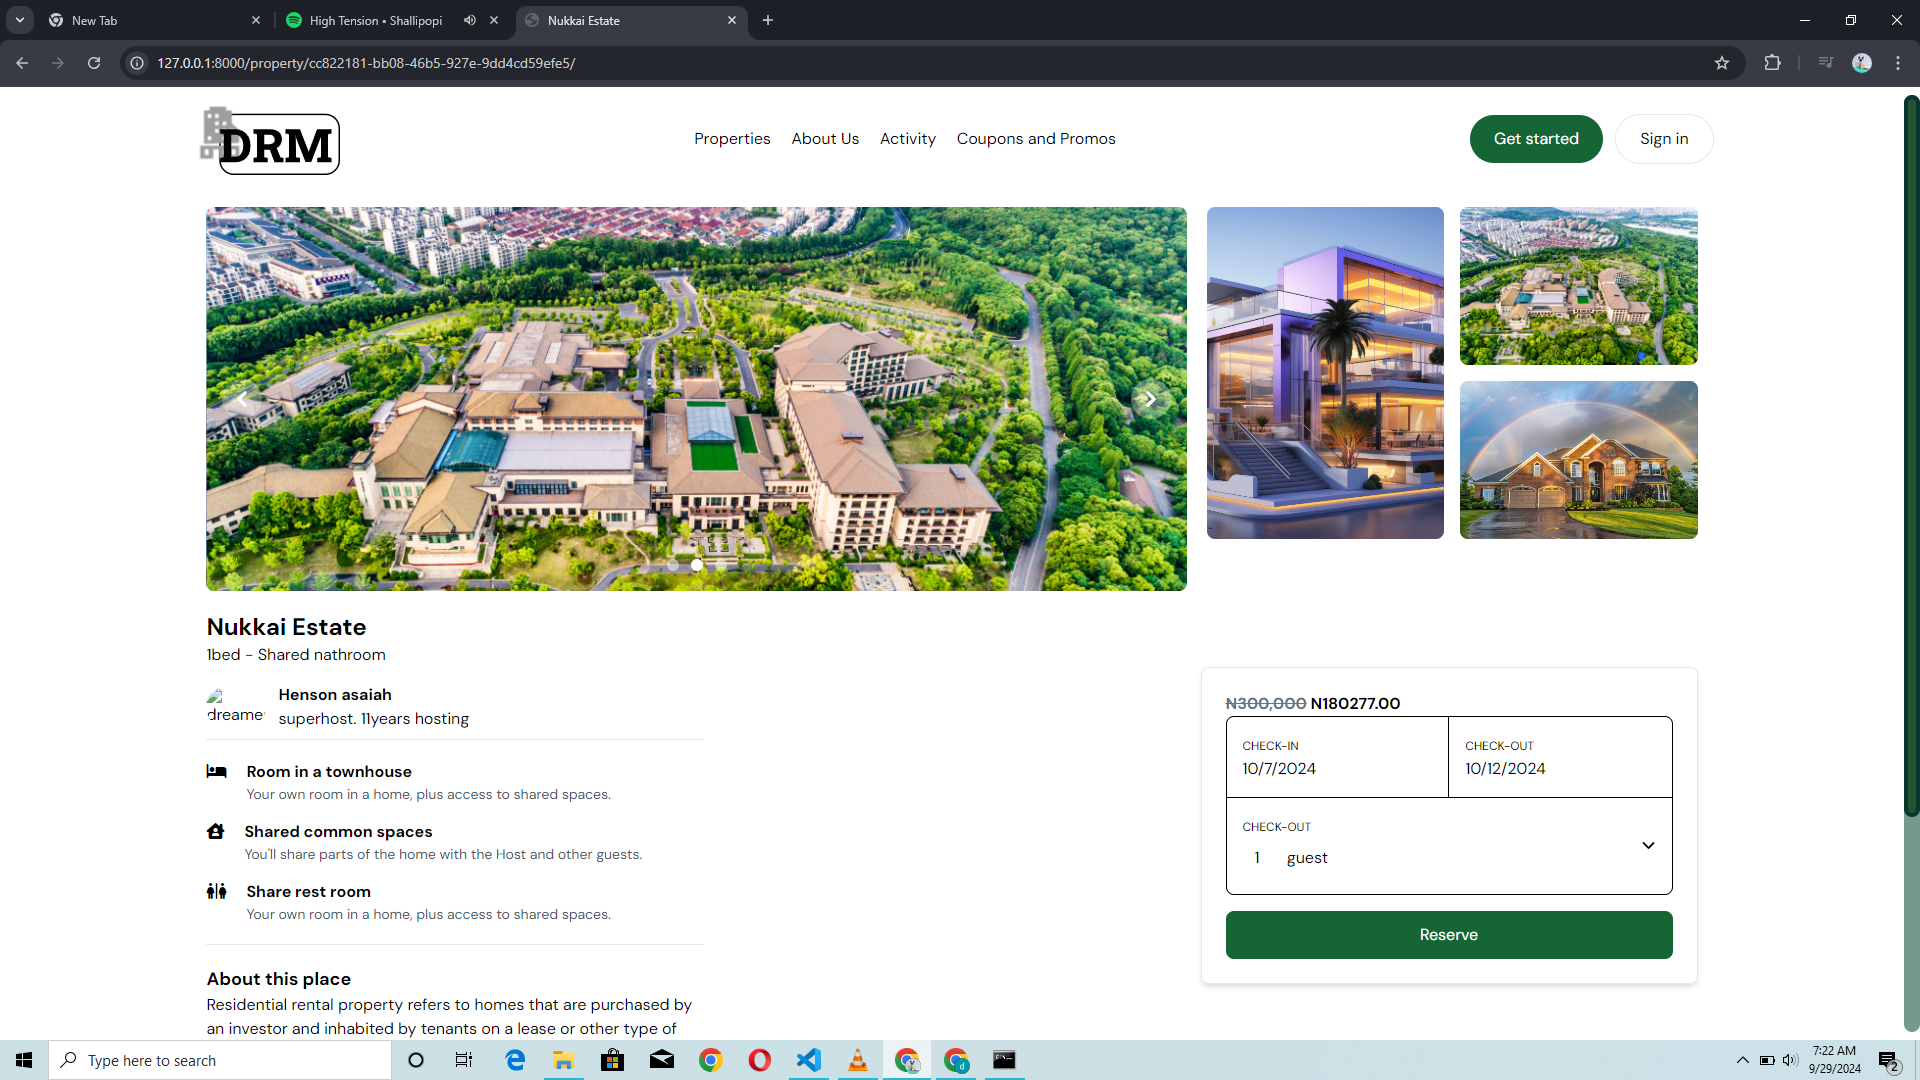 New Tab
High Tension • Shallipopi
Nukkai Estate
127.0.0.1:8000/property/cc822181-bb08-46b5-927e-9dd4cd59efe5/
DRM
Properties
About Us
Activity
Coupons and Promos
Get started
Sign in
Nukkai Estate
1bed - Shared nathroom
dreame
Henson asaiah
superhost. 11years hosting
Room in a townhouse
Your own room in a home, plus access to shared spaces.
Shared common spaces
You'll share parts of the home with the Host and other guests.
Share rest room
Your own room in a home, plus access to shared spaces.
About this place
Residential rental property refers to homes that are purchased by
an investor and inhabited by tenants on a lease or other type of
N300,000 N180277.00
CHECK-IN
10/7/2024
CHECK-OUT
10/12/2024
CHECK-OUT
1 guest
Reserve
Type here to search
d
7:22 AM
9/29/2024
2